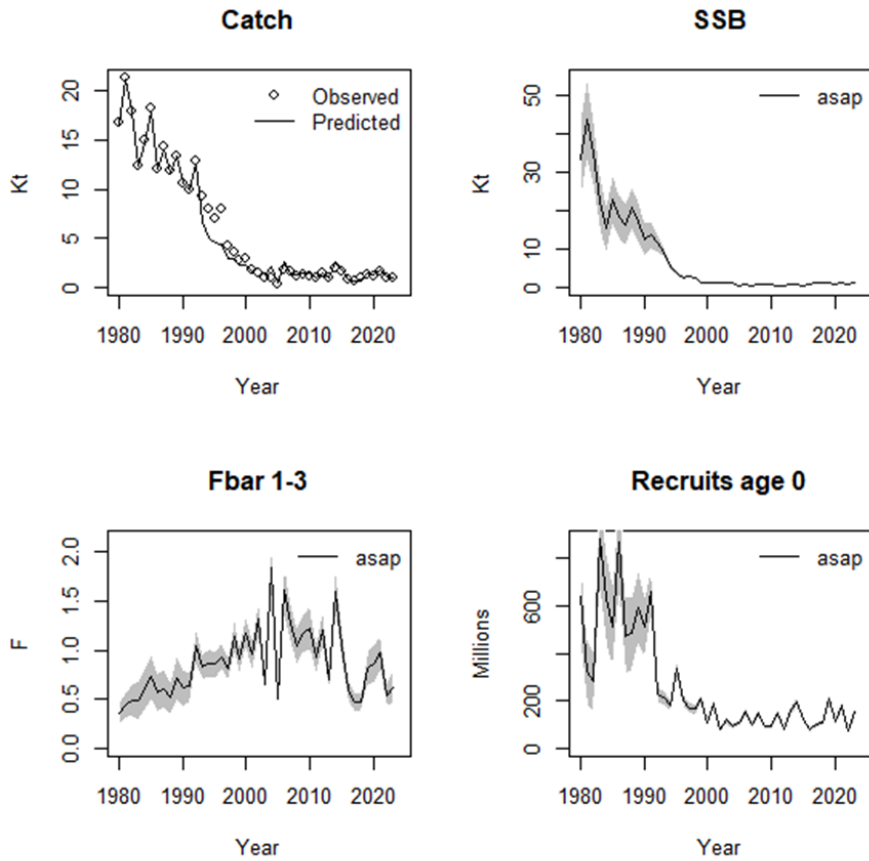 Catch
Kt
20
15
10
5
0
Observed
Predicted
1980 1990 2000 2010 2020
Year
SSB
Kt
50
30
10
0
asap
1980 1990 2000 2010 2020
Year
Fbar 1-3
F
2.0
1.5
1.0
0.5
0.0
asap
1980 1990 2000 2010 2020
Year
Recruits age 0
Millions
600
200
0
asap
1980 1990 2000 2010 2020
Year